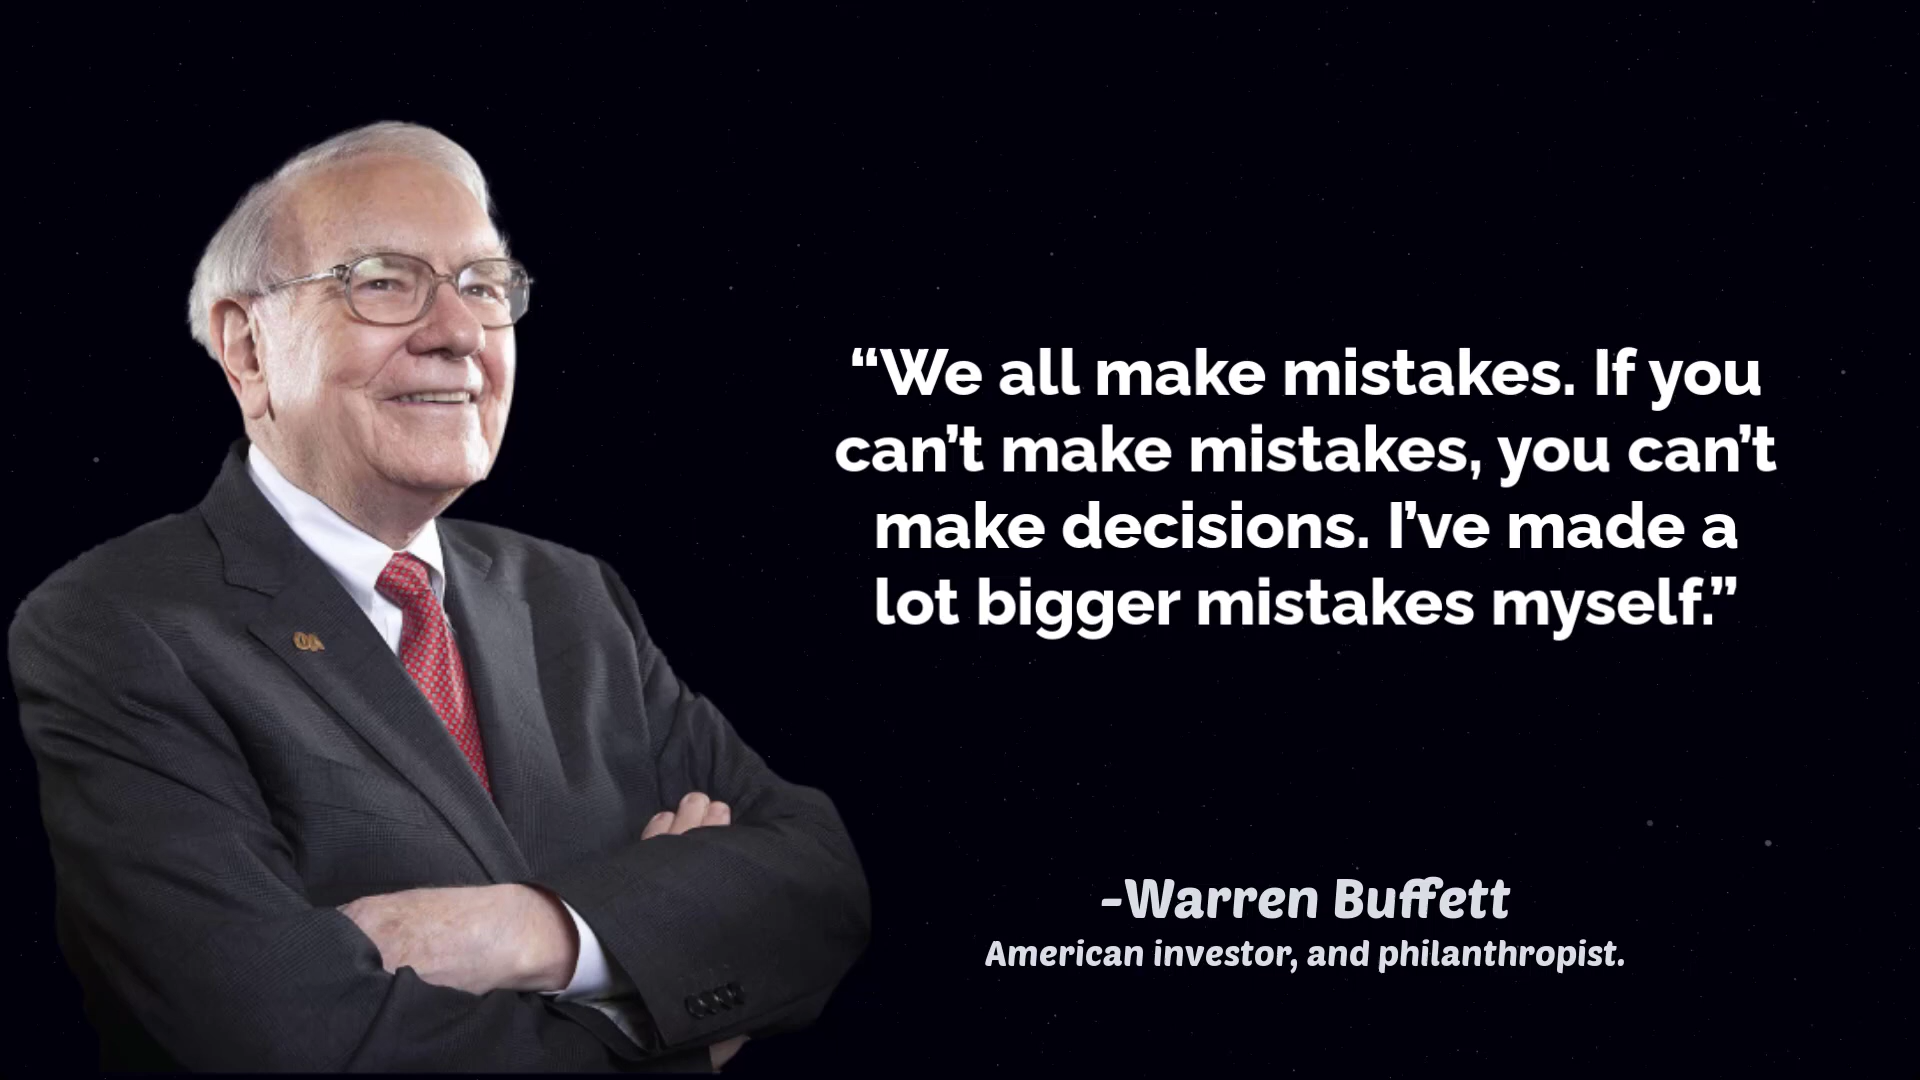 “We all make mistakes. If you
can’t make mistakes, you can’t
make decisions. I’ve made a
lot bigger mistakes myself.”
-Warren Buffett
American investor, and philanthropist.